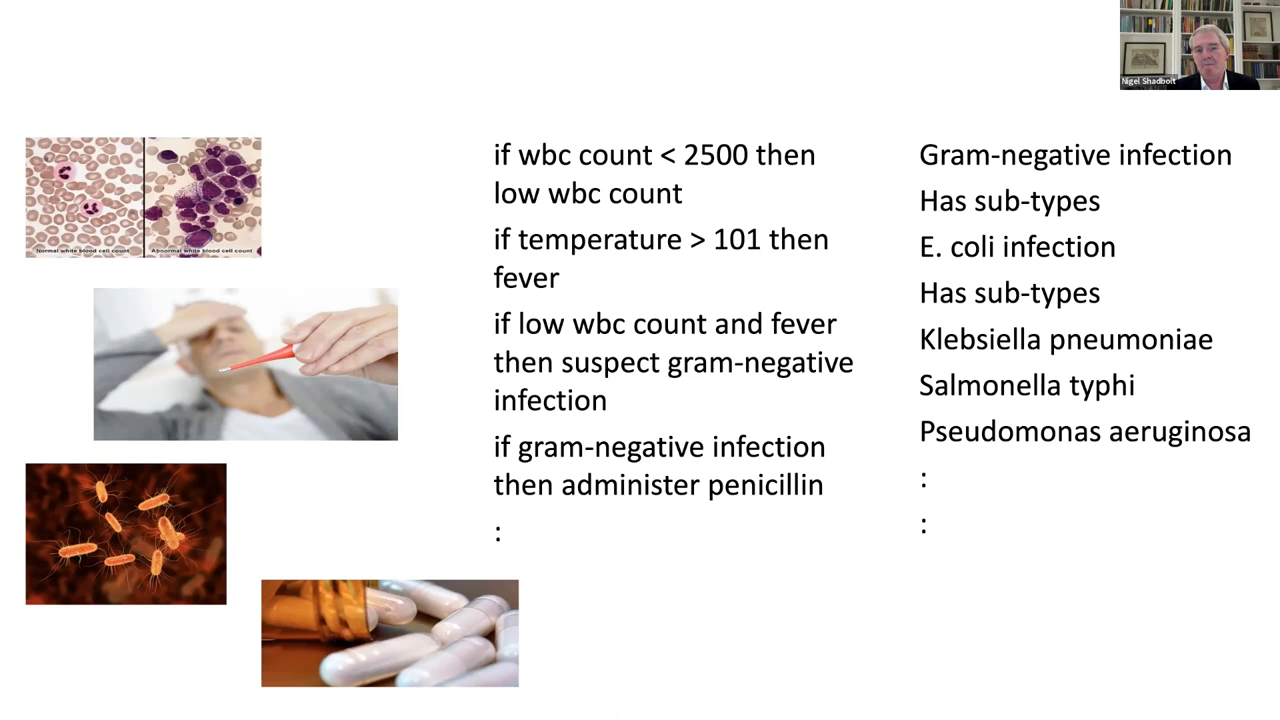 Nigel Shadbolt
Normal white blood cell count
Abnormal white blood cell count
if wbc count < 2500 then
low wbc count
if temperature > 101 then
fever
if low wbc count and fever
then suspect gram-negative
infection
if gram-negative infection
then administer penicillin
:
Gram-negative infection
Has sub-types
E. coli infection
Has sub-types
Klebsiella pneumoniae
Salmonella typhi
Pseudomonas aeruginosa
:
: